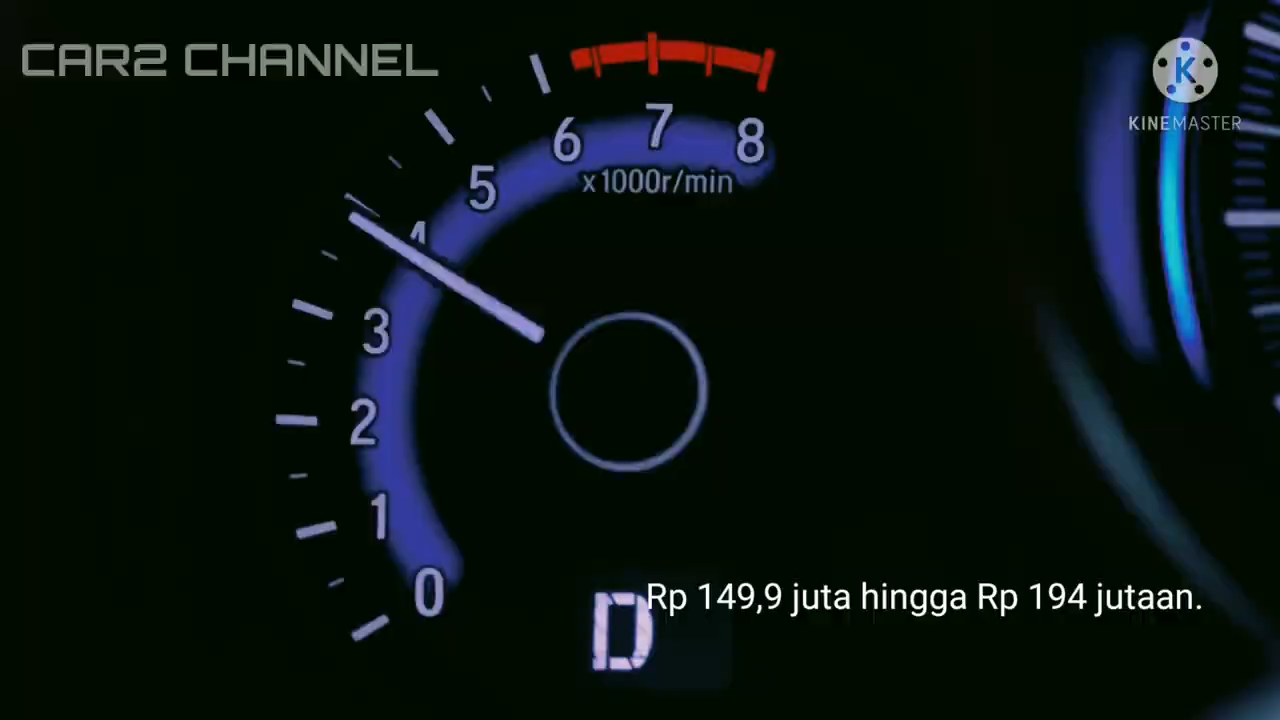 CAR2 CHANNEL
KINEMASTER
8
7
6
x1000r/min
5
4
3
2
1
0
D
Rp 149,9 juta hingga Rp 194 jutaan.